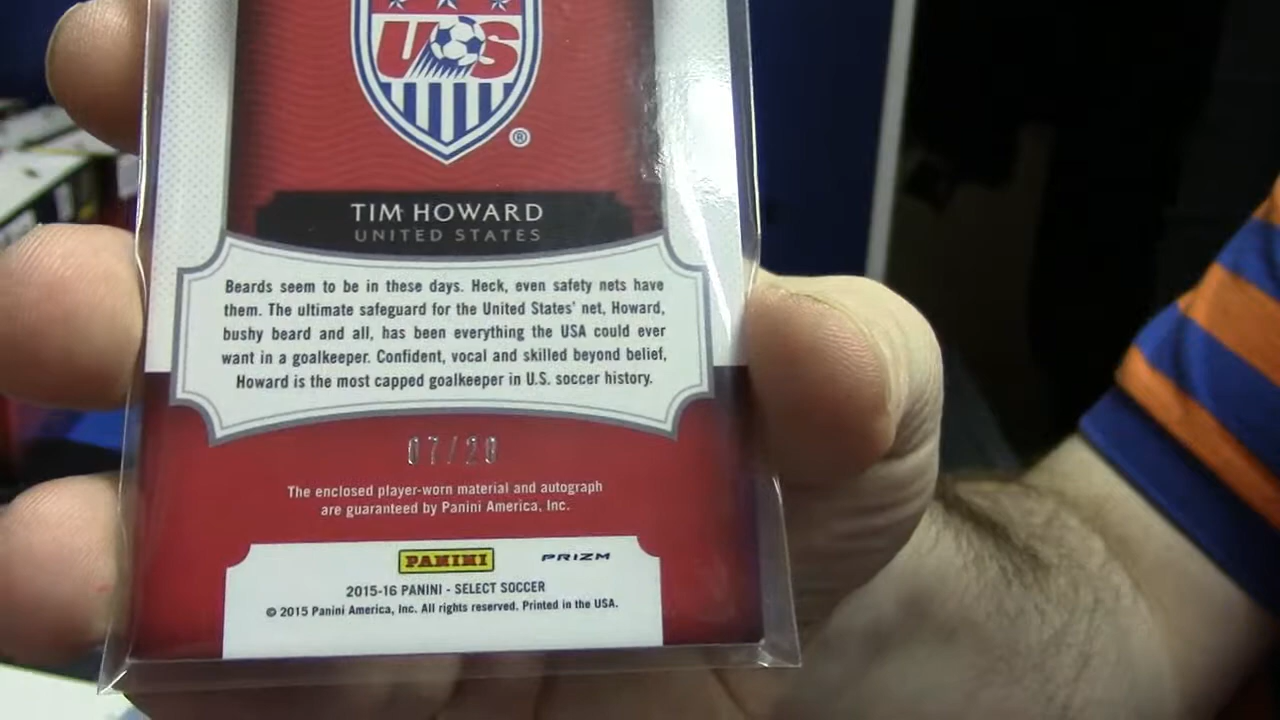 US
®
TIM HOWARD
UNITED STATES
Beards seem to be in these days. Heck, even safety nets have
them. The ultimate safeguard for the United States' net, Howard,
bushy beard and all, has been everything the USA could ever
want in a goalkeeper. Confident, vocal and skilled beyond belief,
Howard is the most capped goalkeeper in U.S. soccer history.
07/20
The enclosed player-worn material and autograph
are guaranteed by Panini America, Inc.
PANINI PRIZM
2015-16 PANINI - SELECT SOCCER
© 2015 Panini America, Inc. All rights reserved. Printed in the USA.